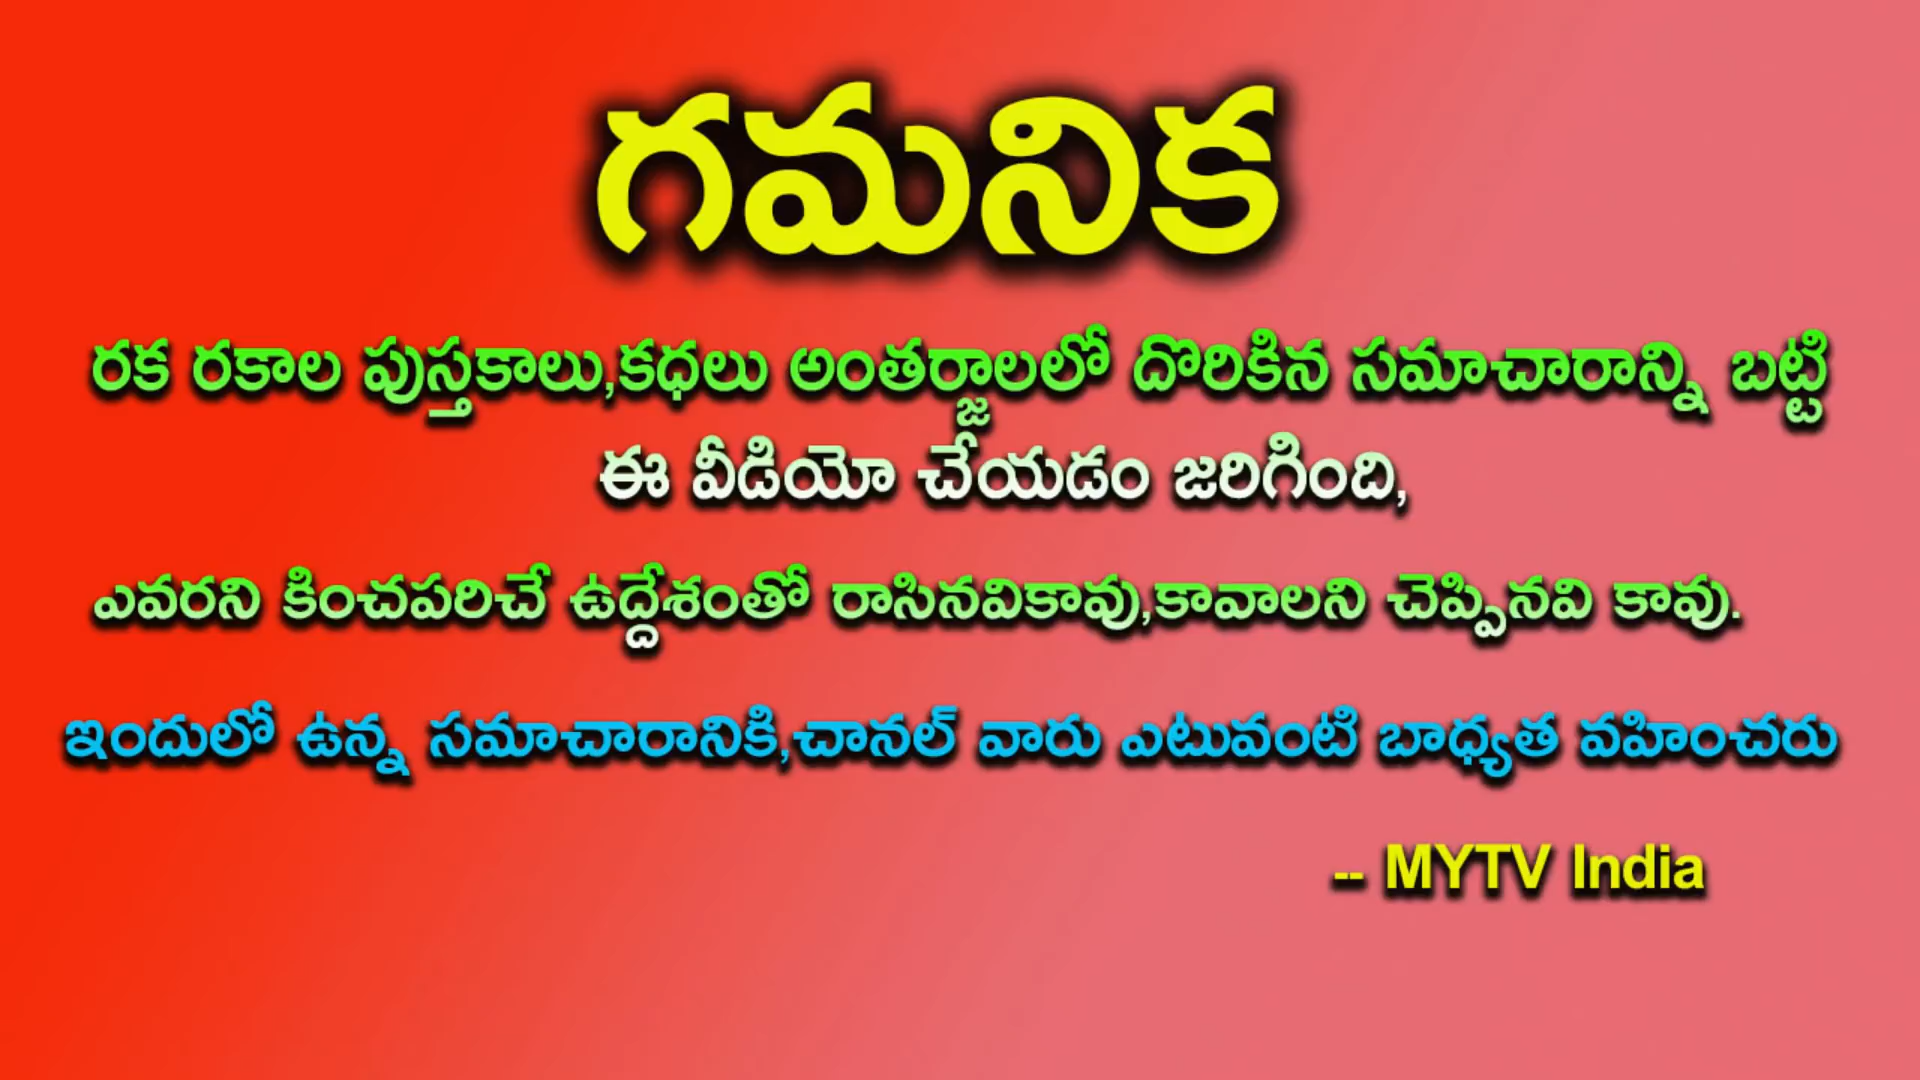 గమనిక
రక రకాల పుస్తకాలు,కధలు అంతర్జాలలో దొరికిన సమాచారాన్ని బట్టి
ఈ వీడియో చేయడం జరిగింది,
ఎవరని కించపరిచే ఉద్దేశంతో రాసినవికావు,కావాలని చెప్పినవి కావు.
ఇందులో ఉన్న సమాచారానికి,చానల్ వారు ఎటువంటి బాధ్యత వహించరు
-- MYTV India